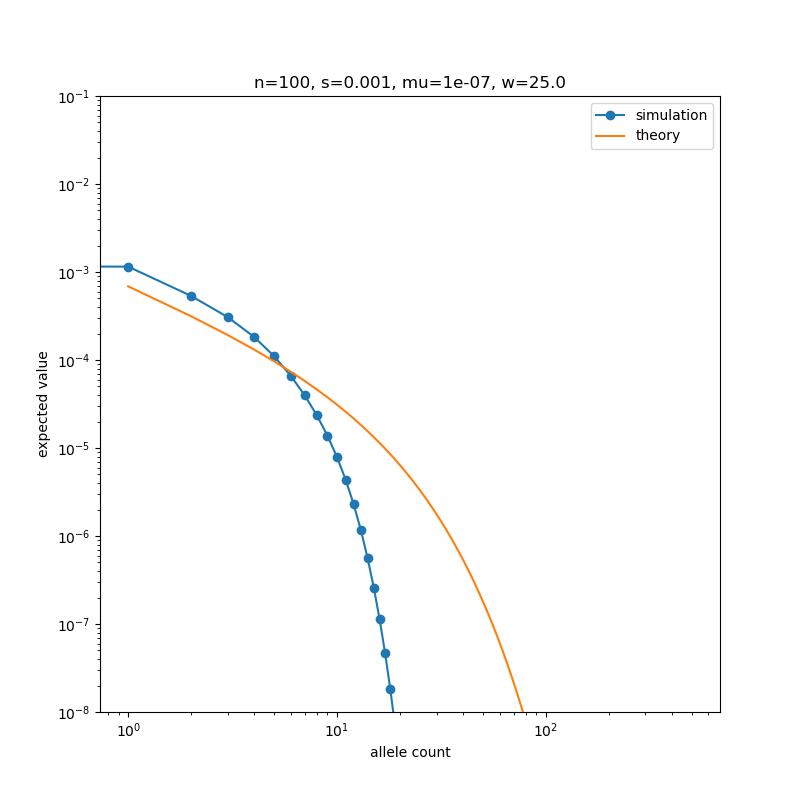 n=100, s=0.001, mu=1e-07, w=25.0
simulation
theory
10⁻¹
10⁻²
10⁻³
10⁻⁴
10⁻⁵
10⁻⁶
10⁻⁷
10⁻⁸
expected value
10⁰
10¹
10²
allele count